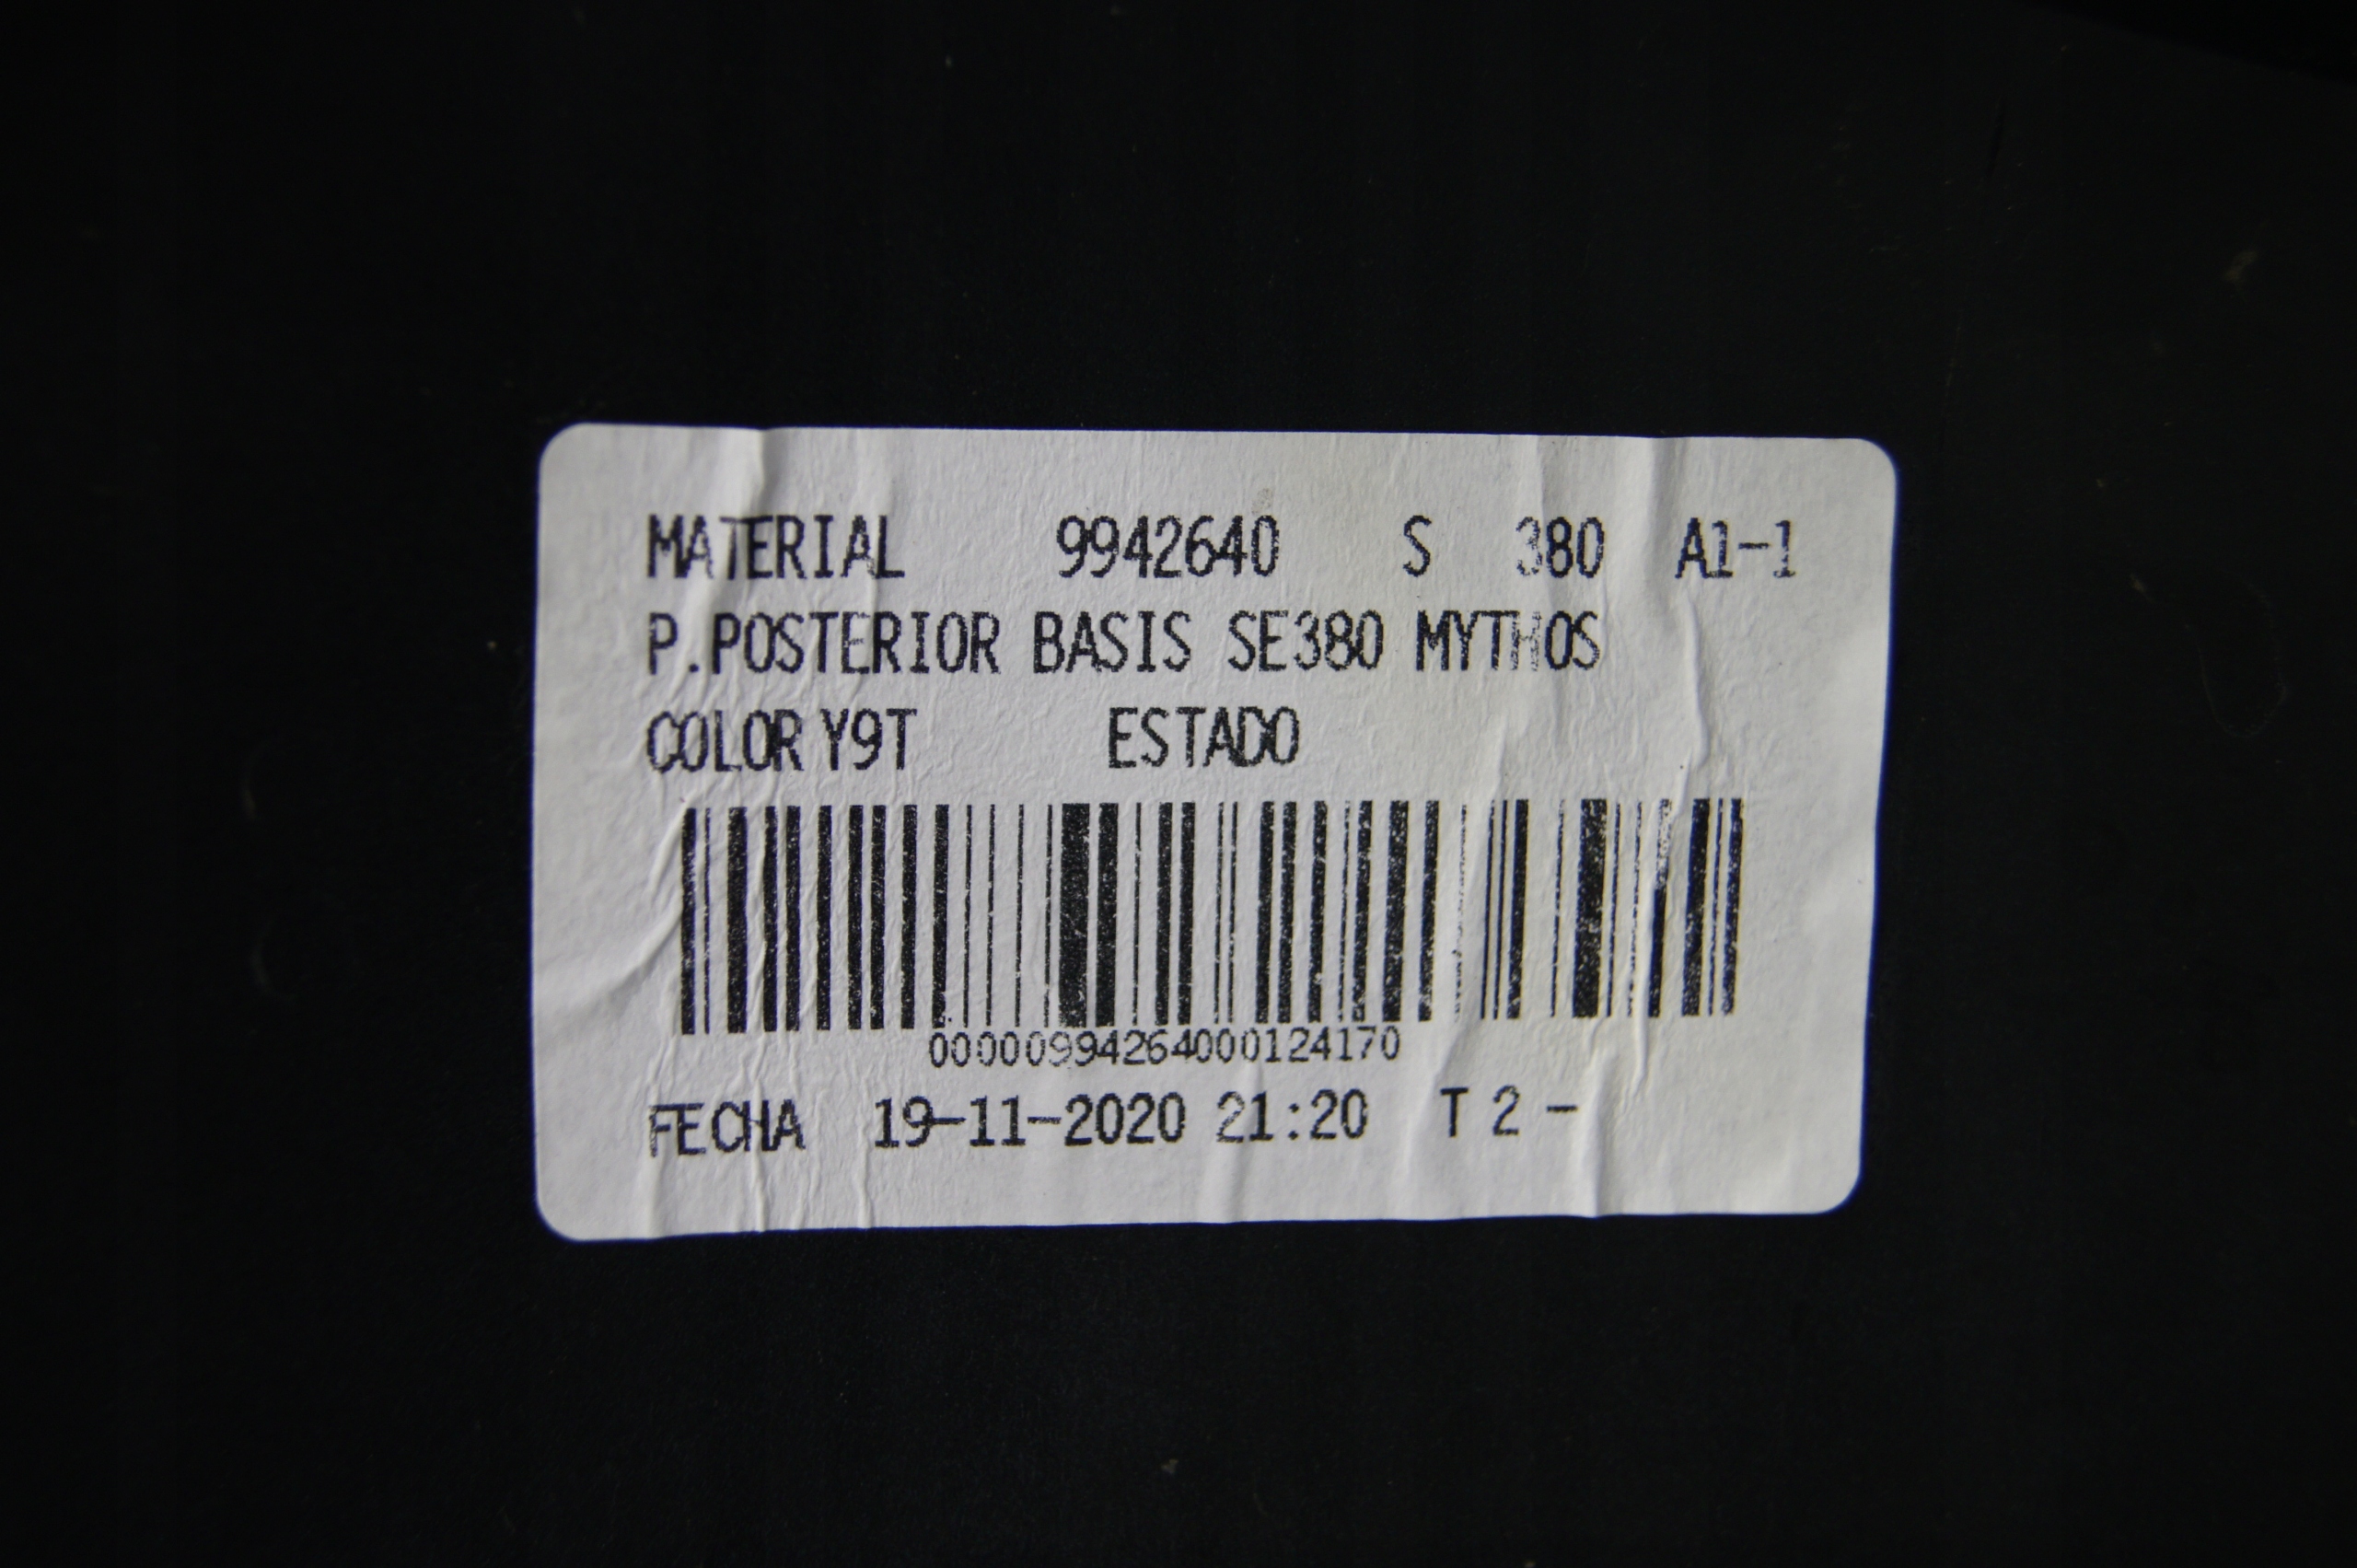 MATERIAL 9942640 S 380 A1-1
P.POSTERIOR BASIS SE380 MYTHOS
COLOR Y9T ESTADO
00000994264000124170
FECHA 19-11-2020 21:20 T 2 -